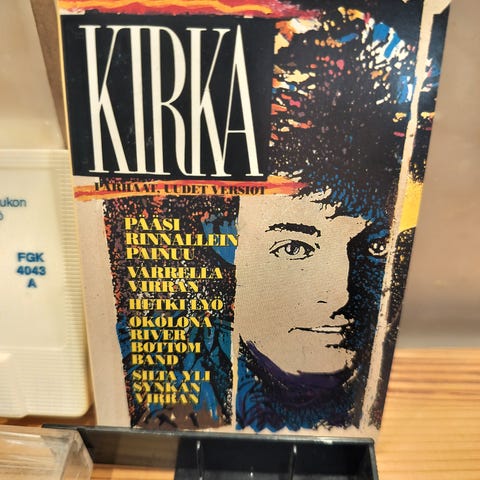 KIRKA
PARHAAT, UUDET VERSIOT
PÄÄSI
RINNALLEIN
PAINUU
VARRELLA
VIRRAN
HETKI LYÖ
OKOLONA
RIVER
BOTTOM
BAND
SILTA YLI
SYNKÄN
VIRRAN
ukon
FGK
4043
A